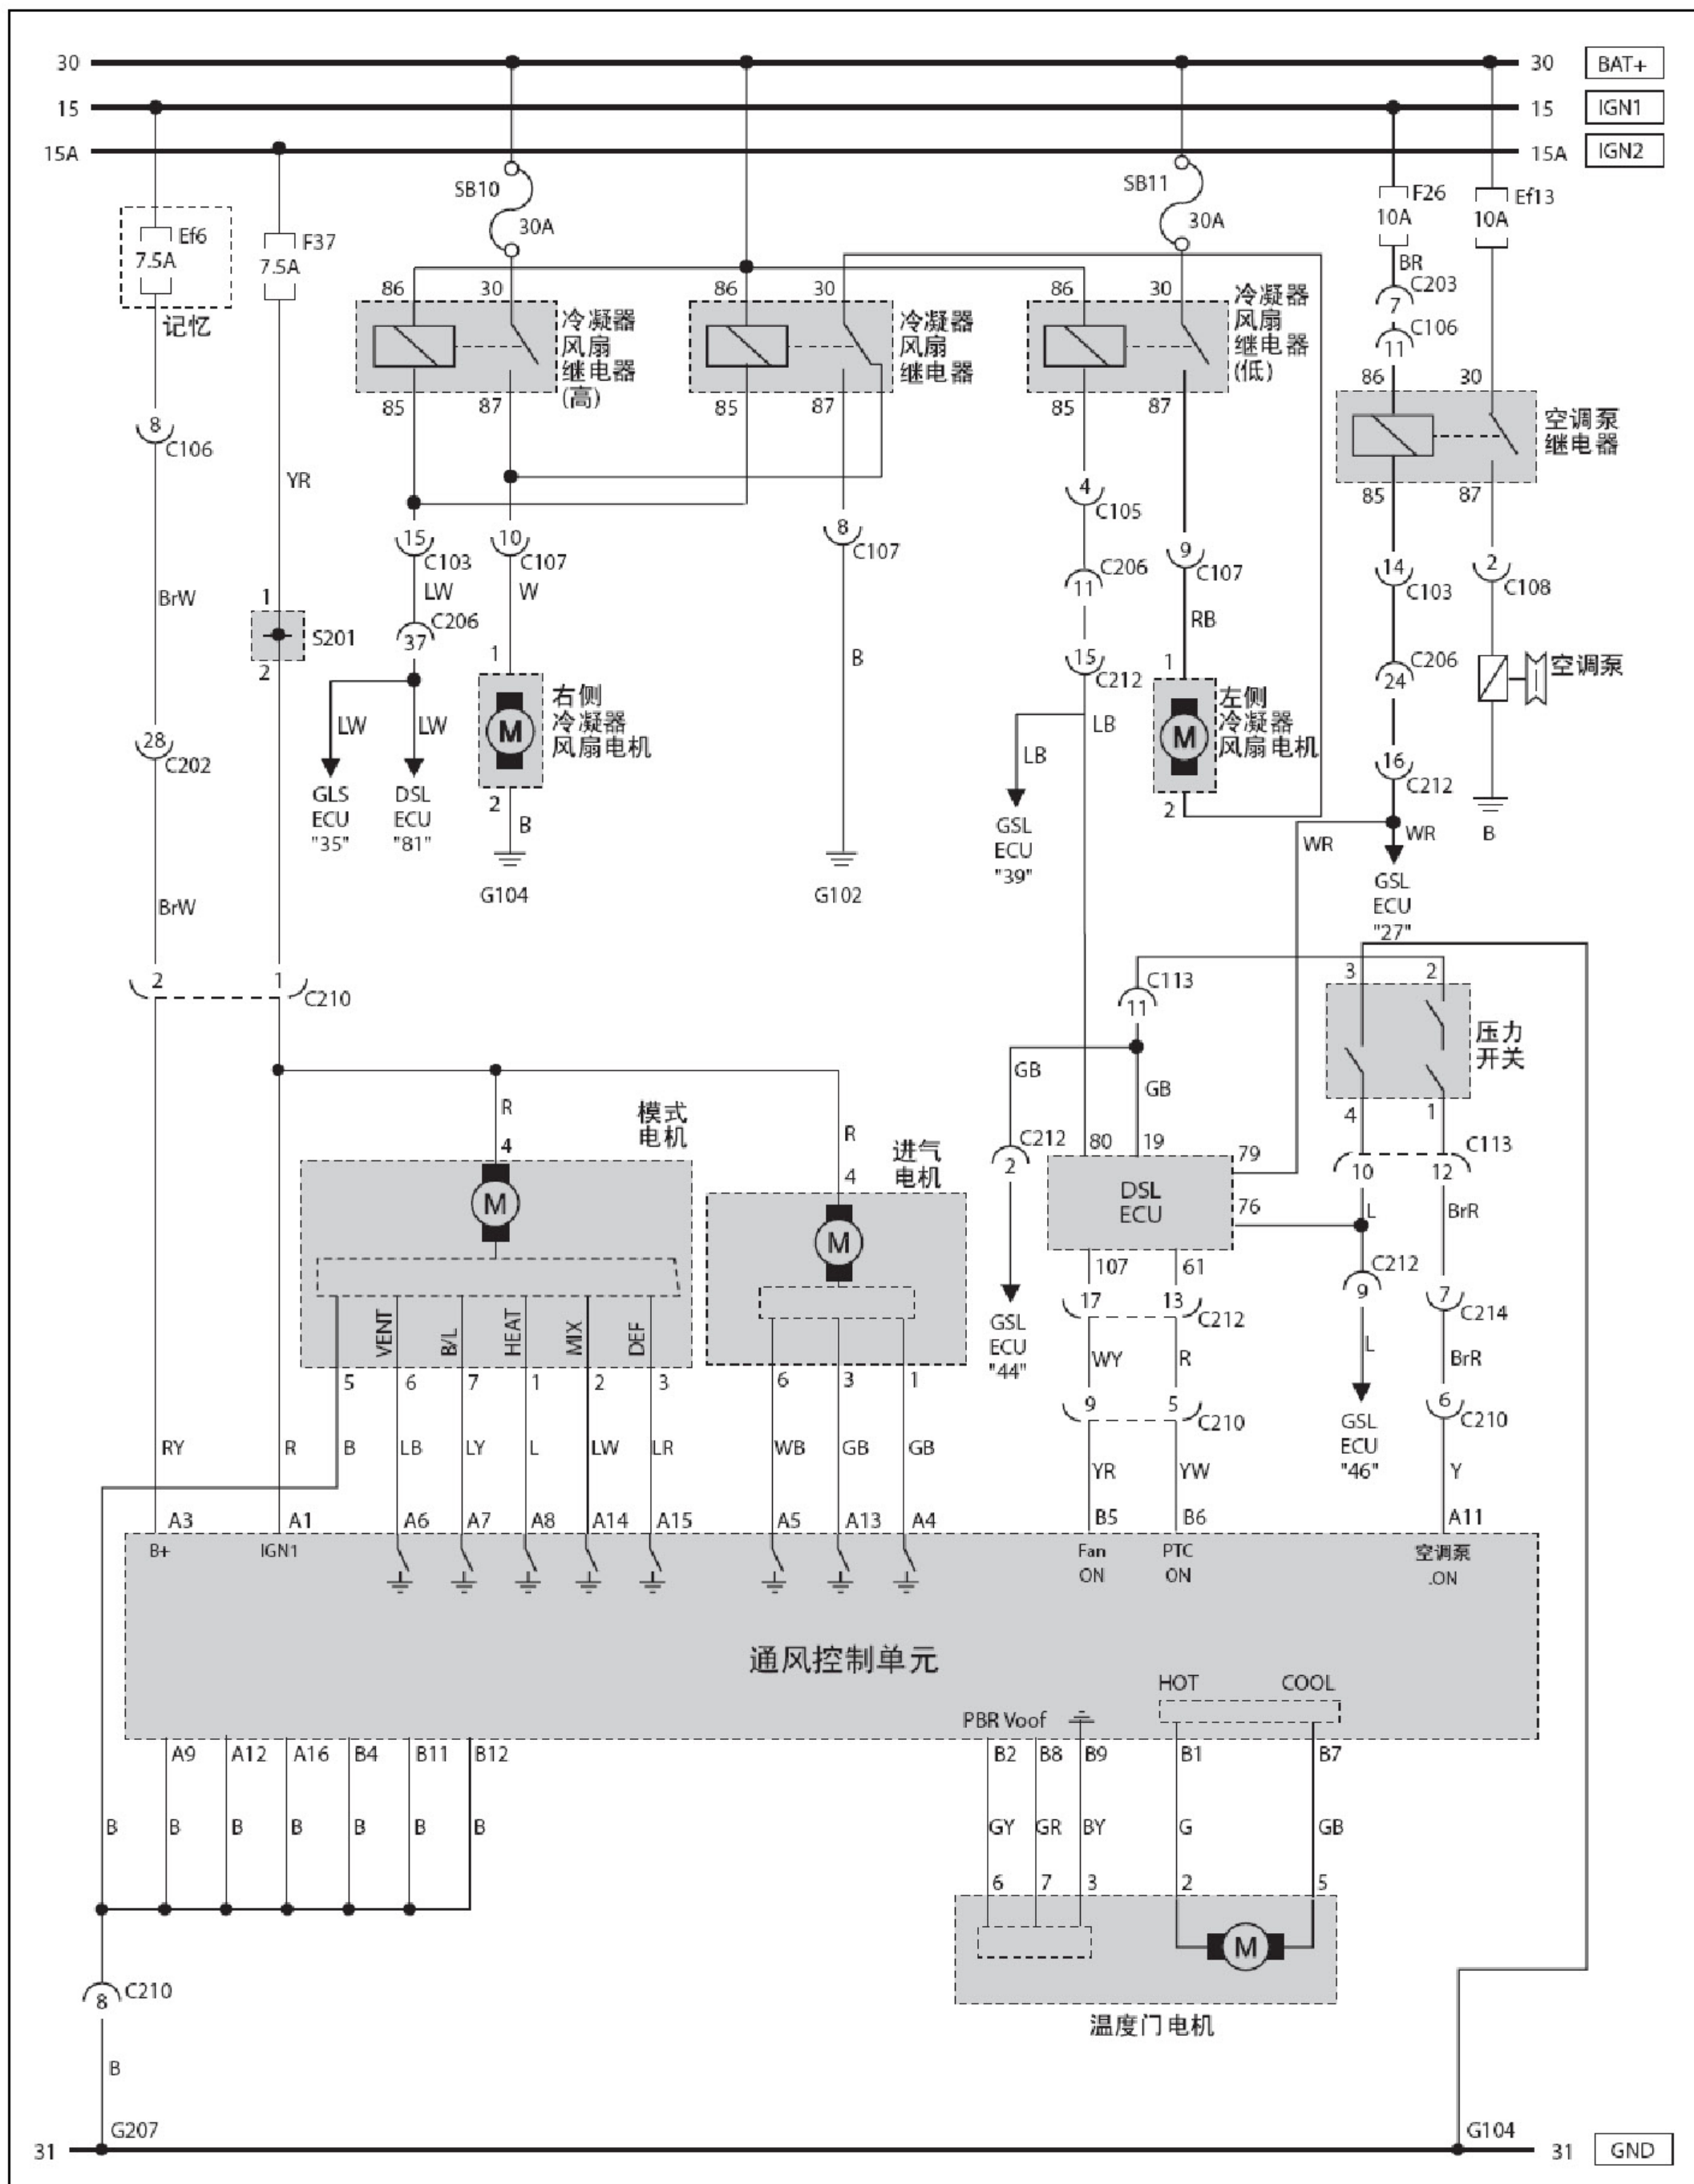 30
30
BAT+
15
15
IGN1
15A
15A
IGN2
SB10
30A
SB11
30A
F26
10A
Ef13
10A
Ef6
7.5A
F37
7.5A
记忆
BR
C203
7
C106
11
86
30
冷凝器
风扇
继电器
(高)
85
87
86
30
冷凝器
风扇
继电器
85
87
86
30
冷凝器
风扇
继电器
(低)
85
87
86
30
空调泵
继电器
85
87
8
C106
YR
15
C103
LW
C206
37
10
C107
W
8
C107
4
C105
C206
11
15
C212
9
C107
RB
14
C103
C206
24
16
C212
2
C108
空调泵
BrW
1
S201
2
28
C202
LW
LW
GLS
ECU
"35"
DSL
ECU
"81"
1
右侧
冷凝器
风扇电机
2
B
G104
B
G102
LB
LB
GSL
ECU
"39"
1
左侧
冷凝器
风扇电机
2
WR
WR
GSL
ECU
"27"
B
BrW
2
1
C210
C113
11
3
2
压力
开关
4
1
GB
GB
C212
2
80
19
79
76
DSL
ECU
107
61
C113
10
12
L
BrR
C212
9
7
C214
L
BrR
GSL
ECU
"44"
17
13
C212
WY
R
9
5
C210
YR
YW
GSL
ECU
"46"
6
C210
Y
R
4
模式
电机
R
4
进气
电机
VENT
B/L
HEAT
MIX
DEF
5
6
7
1
2
3
6
3
1
RY
R
B
LB
LY
L
LW
LR
WB
GB
GB
A3
A1
A6
A7
A8
A14
A15
A5
A13
A4
B5
B6
A11
B+
IGN1
Fan
ON
PTC
ON
空调泵
.ON
通风控制单元
HOT
COOL
PBR Voof
A9
A12
A16
B4
B11
B12
B2
B8
B9
B1
B7
B
B
B
B
B
B
B
GY
GR
BY
G
GB
6
7
3
2
5
M
M
M
M
M
温度门电机
C210
8
B
G207
G104
31
31
GND